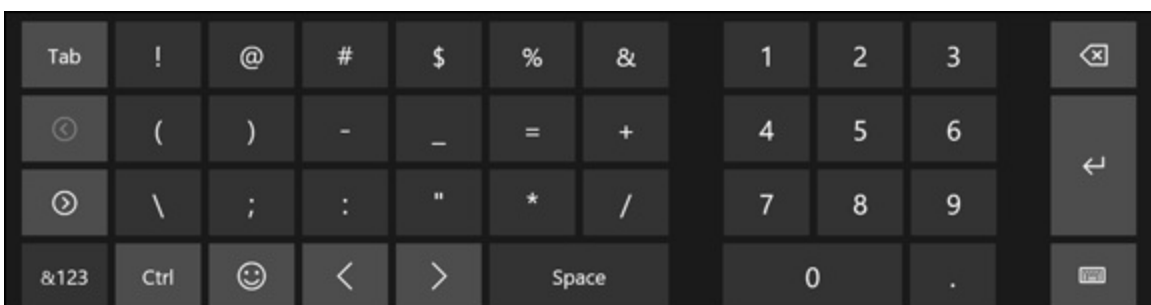 Tab ! @ # $ % & 1 2 3
( ) - _ = + 4 5 6
\ ; : " * / 7 8 9
&123 Ctrl < > Space 0 .